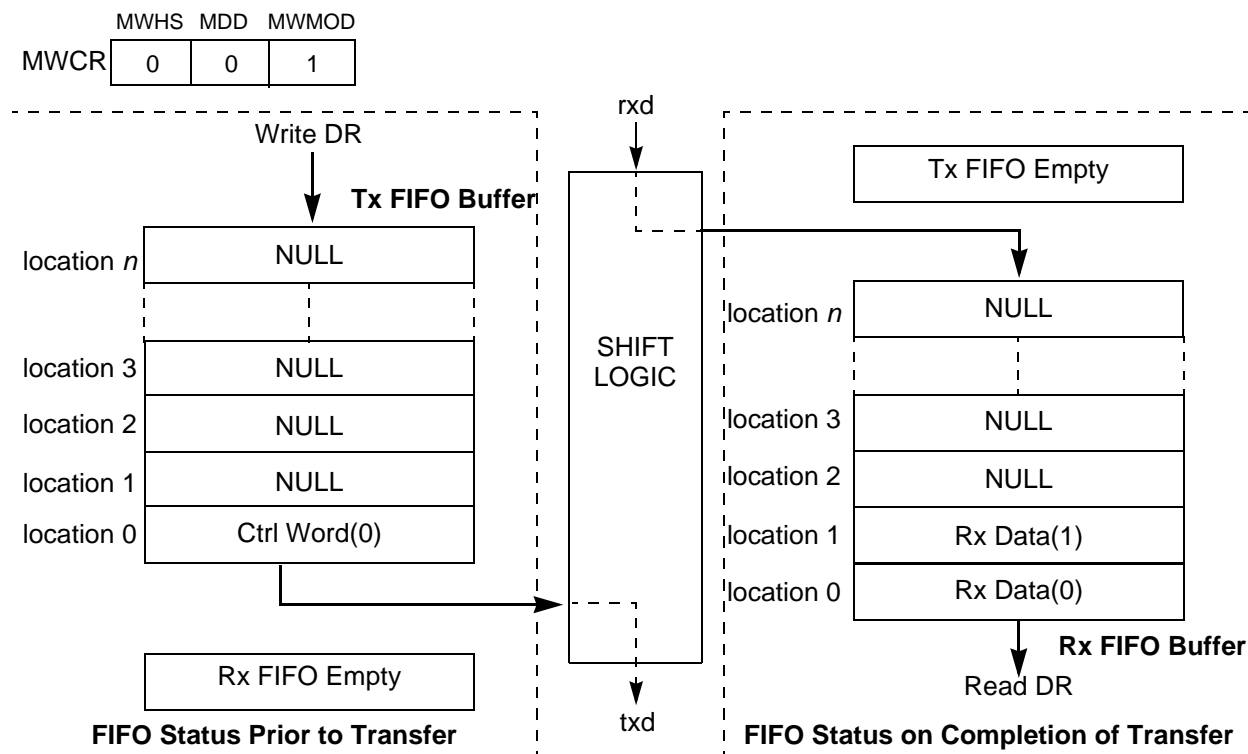 MWHS MDD MWMOD
MWCR 0 0 1
rxd
Write DR
Tx FIFO Buffer
location n NULL
location 3 NULL
location 2 NULL
location 1 NULL
location 0 Ctrl Word(0)
Rx FIFO Empty
FIFO Status Prior to Transfer
SHIFT
LOGIC
txd
Tx FIFO Empty
location n NULL
location 3 NULL
location 2 NULL
location 1 Rx Data(1)
location 0 Rx Data(0)
Rx FIFO Buffer
Read DR
FIFO Status on Completion of Transfer